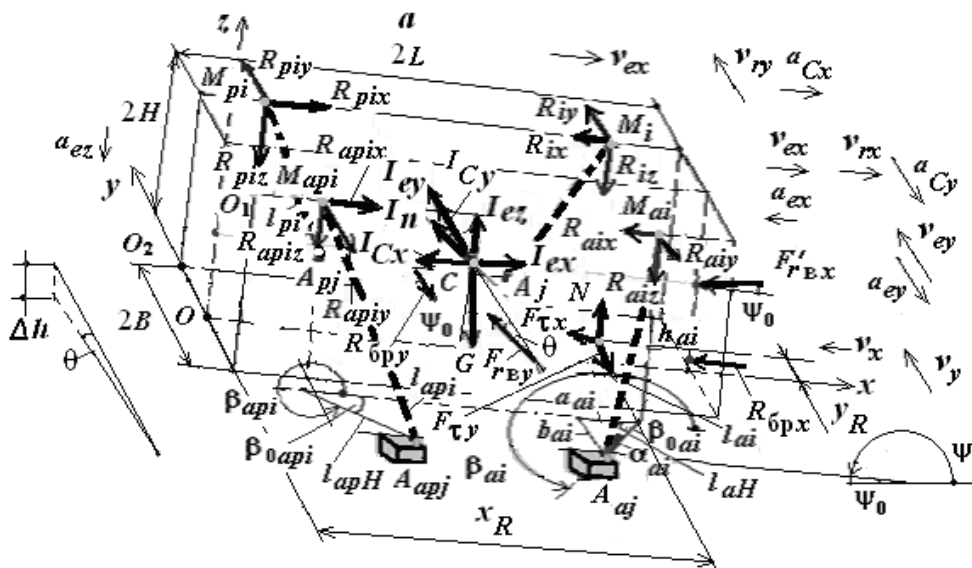 z
a
2L
v_ex
v_ry
a_Cx
R_piy
M_pi
R_pix
R_iy
M_i
2H
R_ix
a_ez
R_piz
R_apix
R_iz
v_ex
v_rx
y
M_api
I_ey
I_Cy
a_Cy
O_1
l_pi
I_n
I_ez
M_ai
a_ex
R_aix
R_aiy
v_ey
O_2
R_apiz
I_Cx
C
I_ex
F'_rвx
A_pj
A_j
R_aiz
a_ey
N
Ψ_0
Δh
2B
O
R_apiy
Ψ_0
F_τx
h_ai
θ
R_брy
G
F_rвy
θ
v_x
x
v_y
β_api
l_api
F_τy
a_ai
l_ai
R_брx
y_R
β_0api
b_ai
β_0ai
Ψ
l_apH
A_apj
β_ai
α_ai
l_aH
A_aj
Ψ_0
x_R